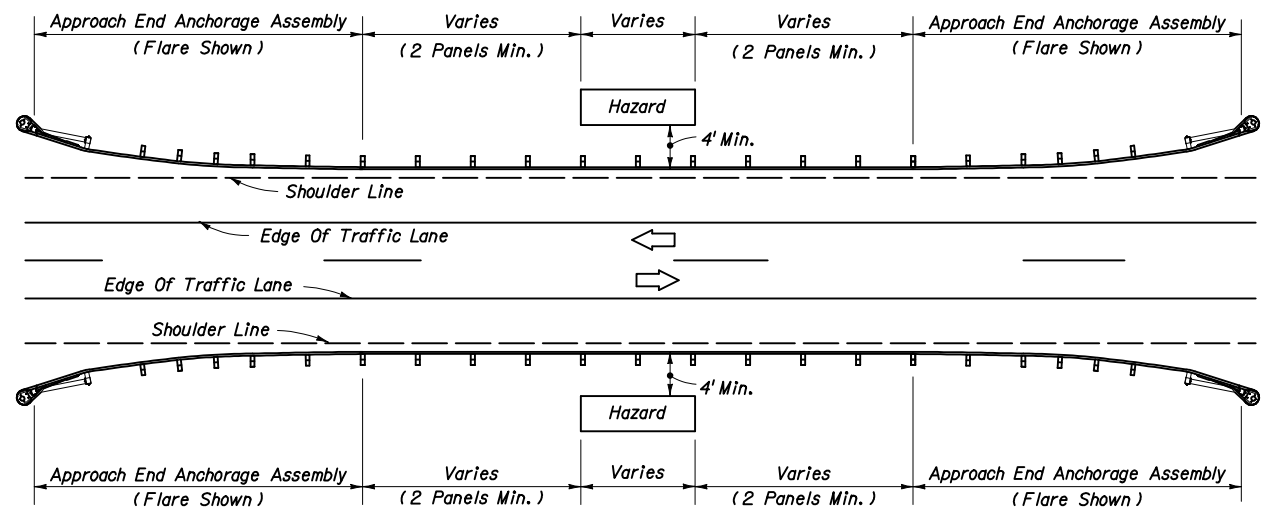 Approach End Anchorage Assembly
(Flare Shown)
Varies
(2 Panels Min.)
Varies
Varies
(2 Panels Min.)
Approach End Anchorage Assembly
(Flare Shown)
Hazard
4' Min.
Shoulder Line
Edge Of Traffic Lane
Edge Of Traffic Lane
Shoulder Line
4' Min.
Hazard
Approach End Anchorage Assembly
(Flare Shown)
Varies
(2 Panels Min.)
Varies
Varies
(2 Panels Min.)
Approach End Anchorage Assembly
(Flare Shown)